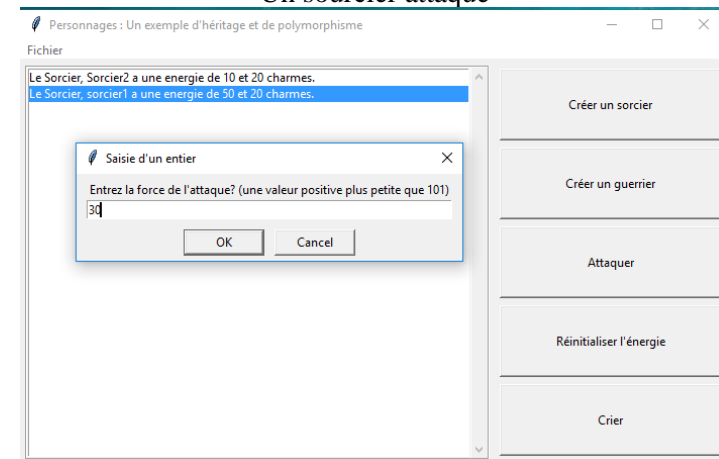 Un sourcier attaque
Personnages : Un exemple d'héritage et de polymorphisme
Fichier
Le Sorcier, Sorcier2 a une energie de 10 et 20 charmes.
Le Sorcier, sorcier1 a une energie de 50 et 20 charmes.
Saisie d'un entier
Entrez la force de l'attaque? (une valeur positive plus petite que 101)
30
OK
Cancel
Créer un sorcier
Créer un guerrier
Attaquer
Réinitialiser l'énergie
Crier